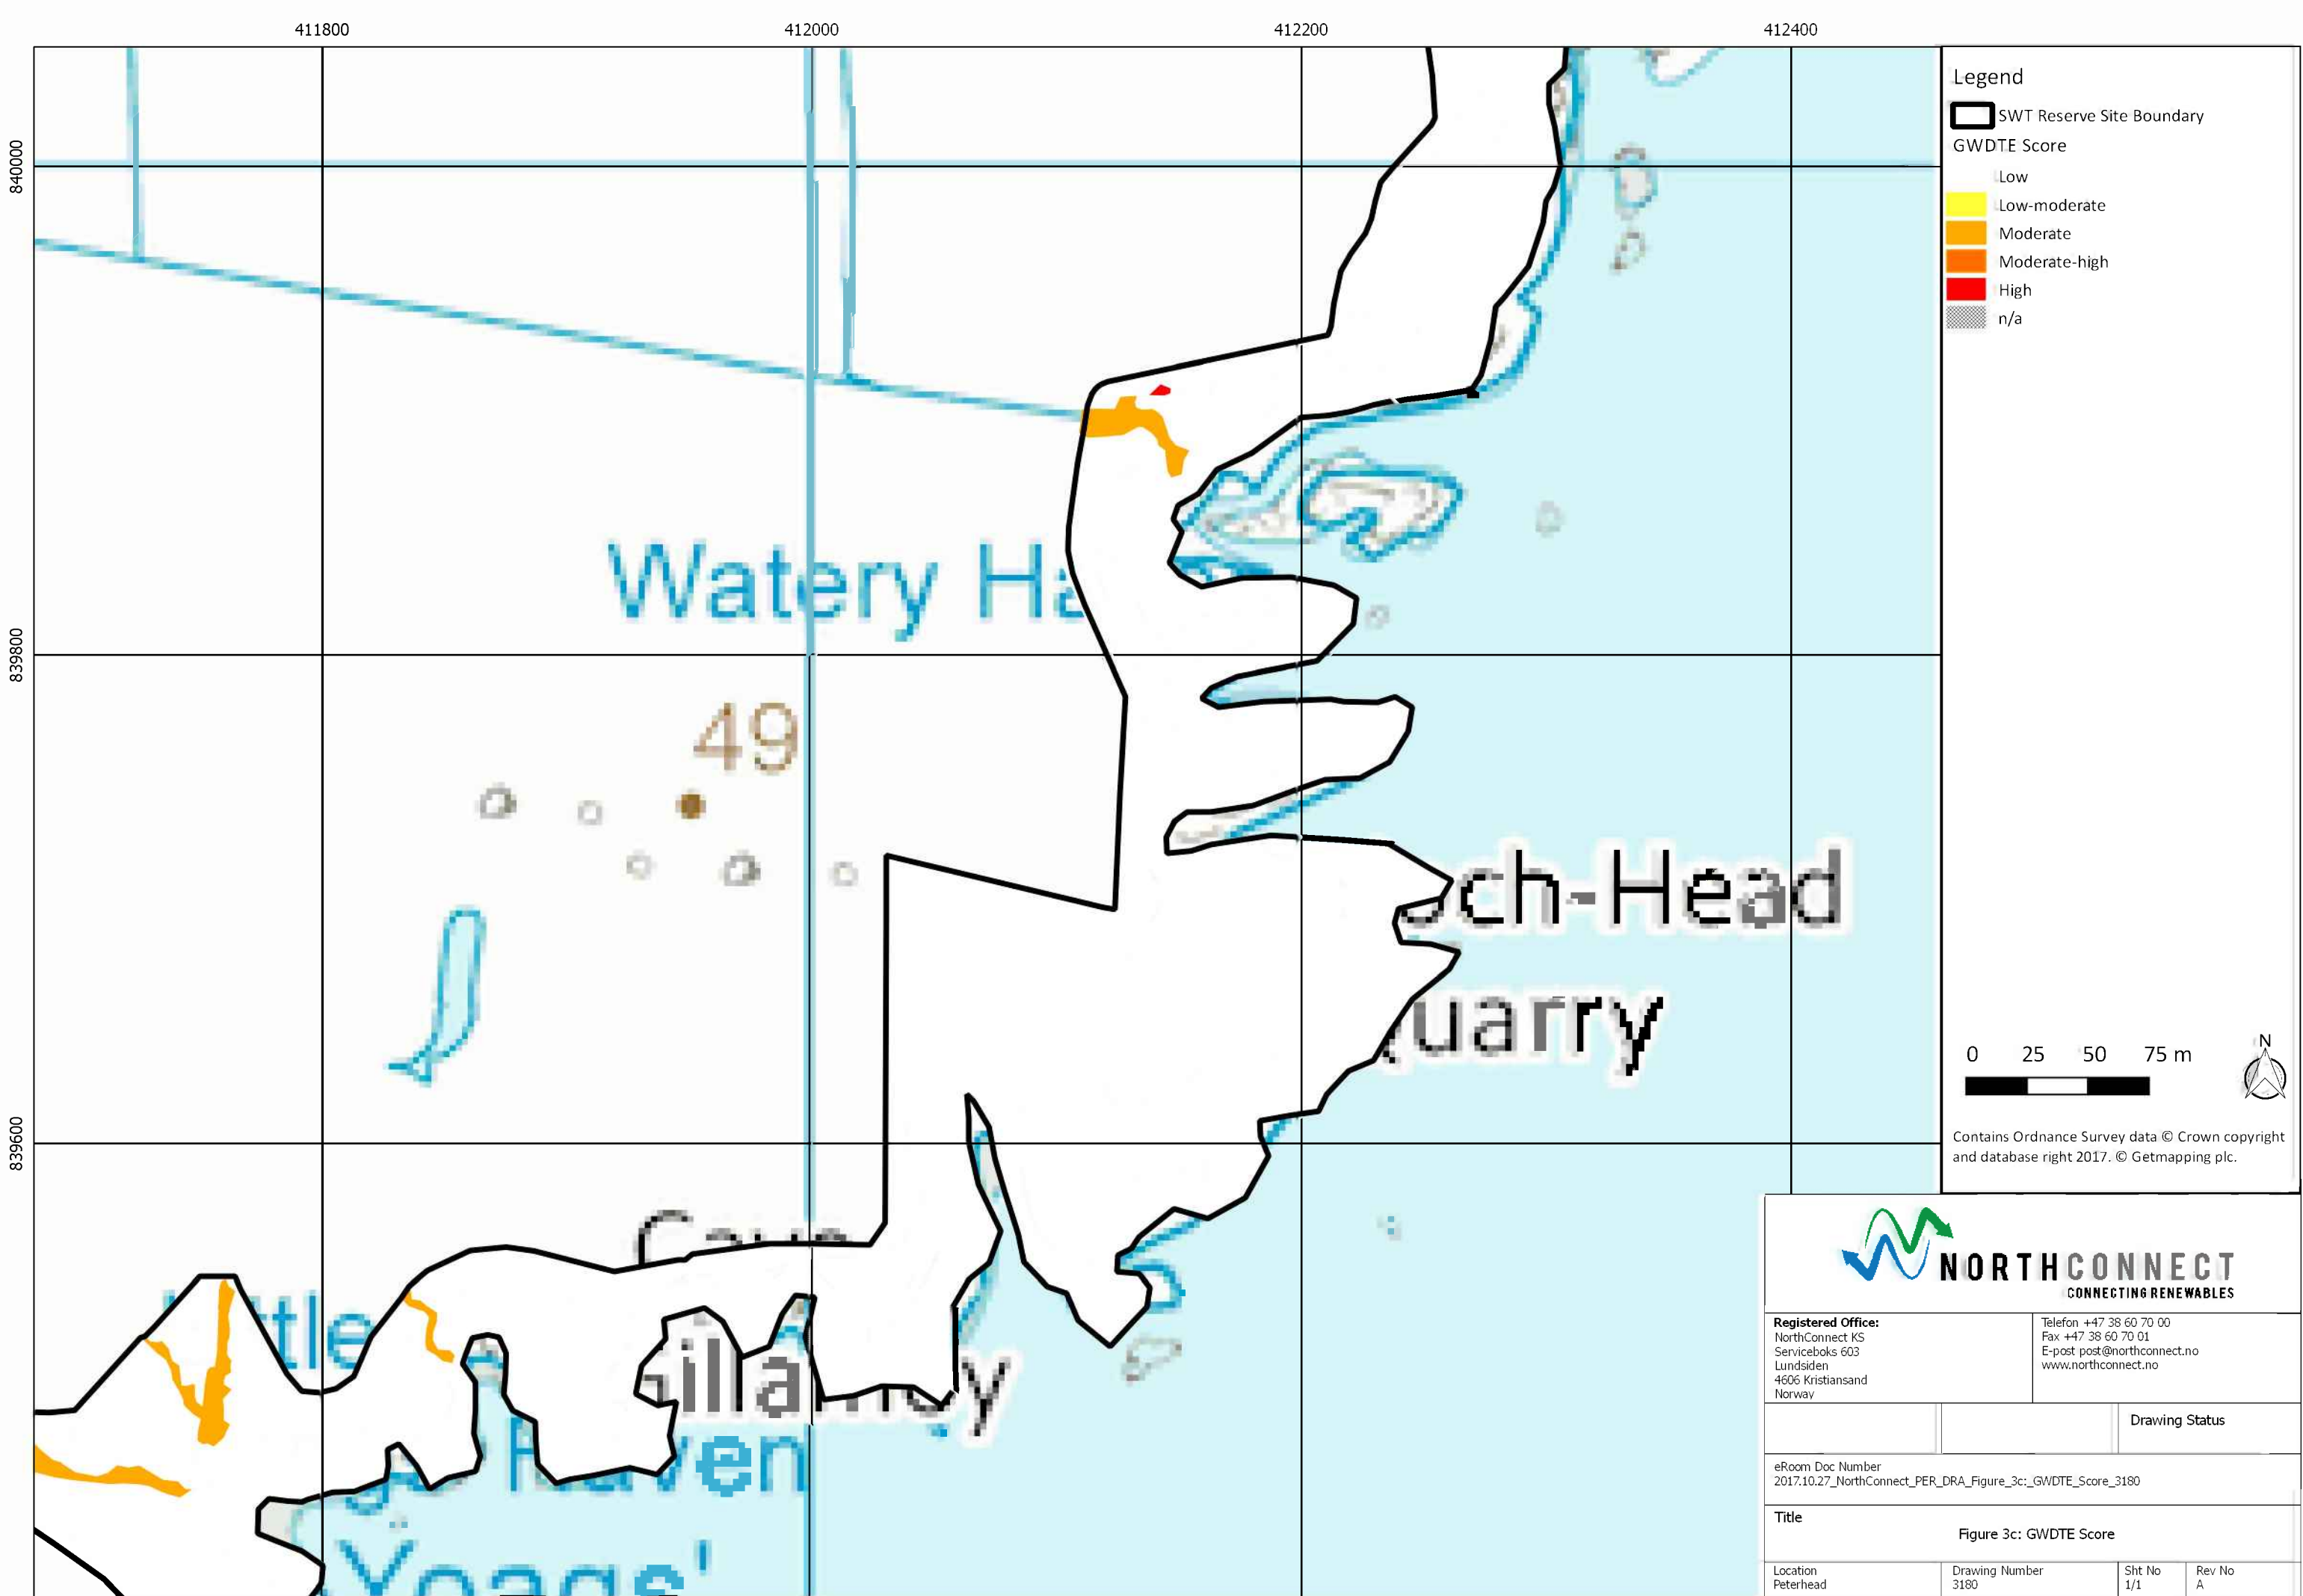 411800
412000
412200
412400
840000
839800
839600
Watery Ha
49
och-Head
uarry
ttle
illa
y
ven
Yoags'
Legend
SWT Reserve Site Boundary
GWDTE Score
Low
Low-moderate
Moderate
Moderate-high
High
n/a
0 25 50 75 m
N
Contains Ordnance Survey data © Crown copyright
and database right 2017. © Getmapping plc.
NORTHCONNECT
CONNECTING RENEWABLES
Registered Office:
NorthConnect KS
Serviceboks 603
Lundsiden
4606 Kristiansand
Norway
Telefon +47 38 60 70 00
Fax +47 38 60 70 01
E-post post@northconnect.no
www.northconnect.no
Drawing Status
eRoom Doc Number
2017.10.27_NorthConnect_PER_DRA_Figure_3c:_GWDTE_Score_3180
Title
Figure 3c: GWDTE Score
Location
Peterhead
Drawing Number
3180
Sht No
1/1
Rev No
A